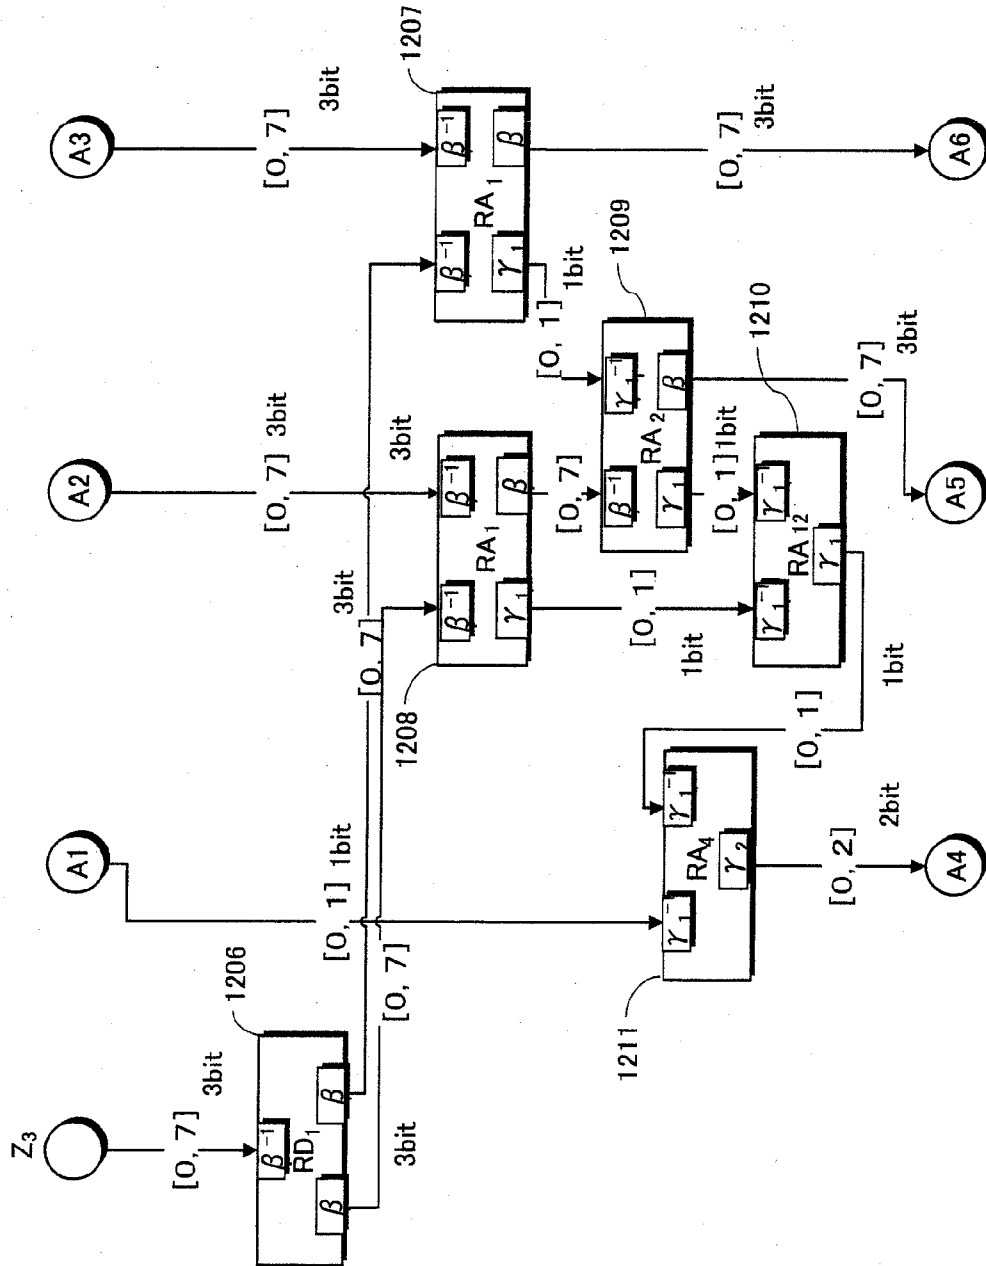 Z3
A1
A2
A3
[0, 7]
3bit
[0, 7] 3bit
[0, 7]
3bit
1206
β-1
RD1
β
β
3bit
[0, 7]
[0, 1] 1bit
[0, 7]
3bit
3bit
1207
β-1
β-1
RA1
γ1
β
1208
β-1
β-1
RA1
γ1
β
[0, 1]
1bit
[0, 7]
1209
β-1
γ1-1
RA2
γ1
β
[0, 1]
1bit
[0, 1] 1bit
1210
γ1-1
γ1-1
RA12
γ1
[0, 7]
3bit
[0, 7]
3bit
[0, 1]
1bit
1211
γ1-
γ1-
RA4
γ2
[0, 2]
2bit
A4
A5
A6